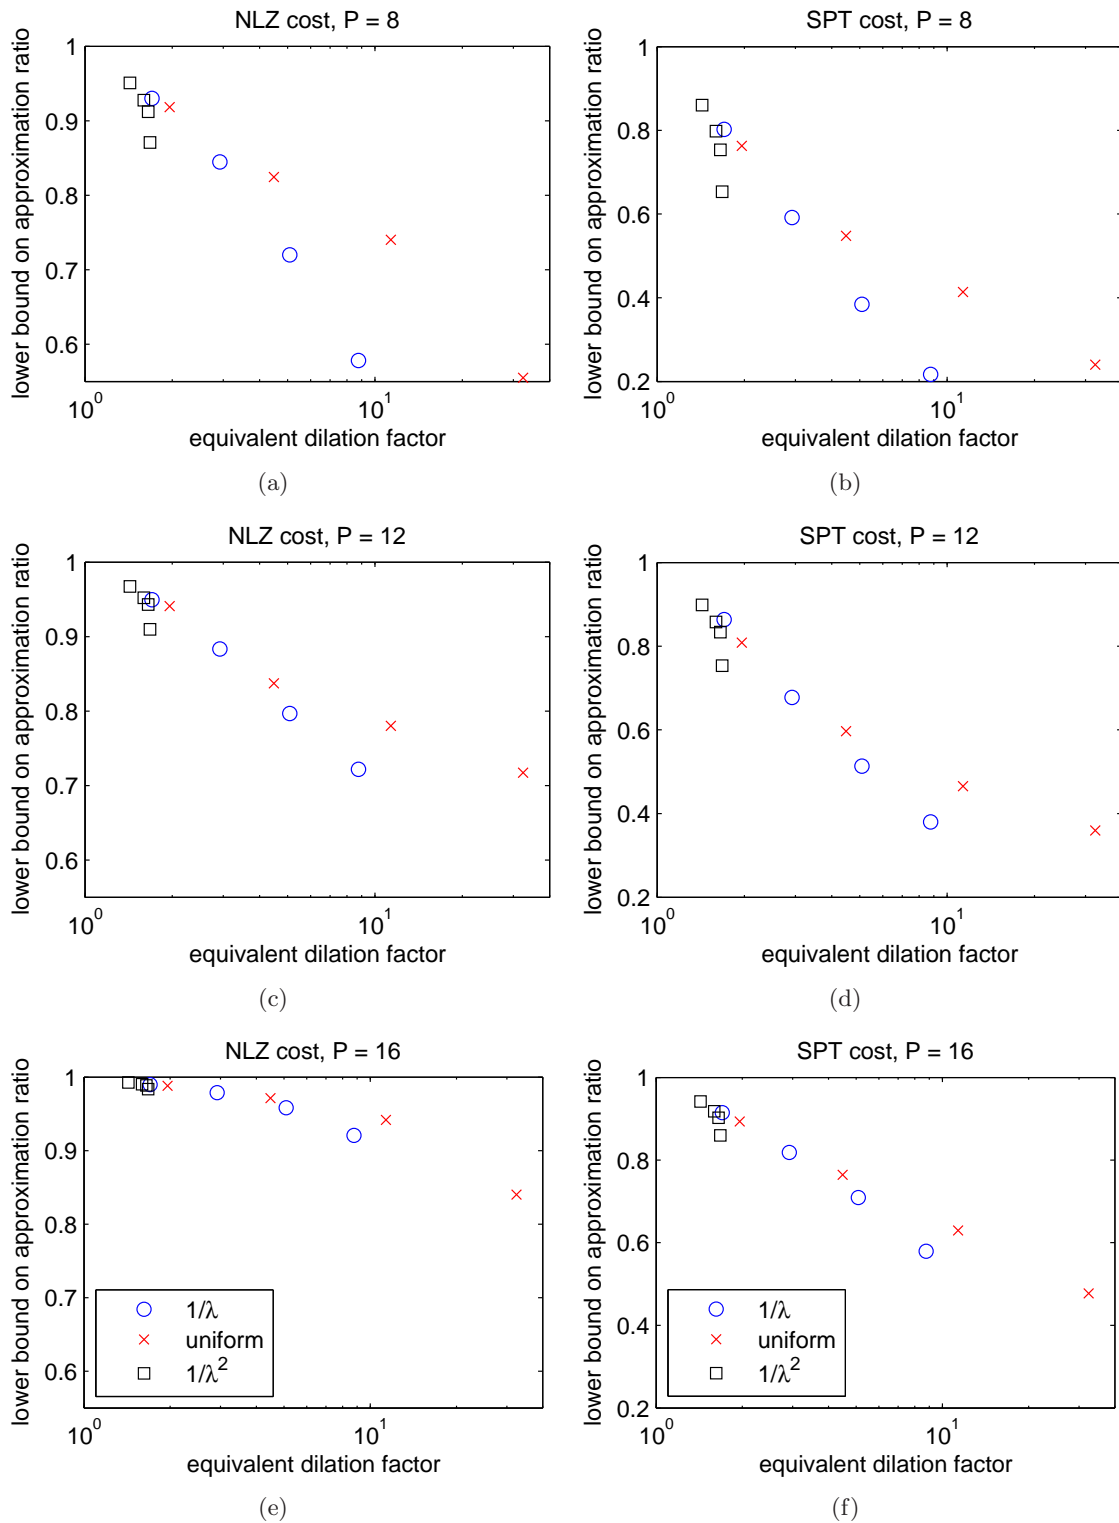 NLZ cost, P = 8
lower bound on approximation ratio
1
0.9
0.8
0.7
0.6
10^0
10^1
equivalent dilation factor
(a)
SPT cost, P = 8
lower bound on approximation ratio
1
0.8
0.6
0.4
0.2
10^0
10^1
equivalent dilation factor
(b)
NLZ cost, P = 12
lower bound on approximation ratio
1
0.9
0.8
0.7
0.6
10^0
10^1
equivalent dilation factor
(c)
SPT cost, P = 12
lower bound on approximation ratio
1
0.8
0.6
0.4
0.2
10^0
10^1
equivalent dilation factor
(d)
NLZ cost, P = 16
lower bound on approximation ratio
1
0.9
0.8
0.7
0.6
1/λ
uniform
1/λ^2
10^0
10^1
equivalent dilation factor
(e)
SPT cost, P = 16
lower bound on approximation ratio
1
0.8
0.6
0.4
0.2
1/λ
uniform
1/λ^2
10^0
10^1
equivalent dilation factor
(f)